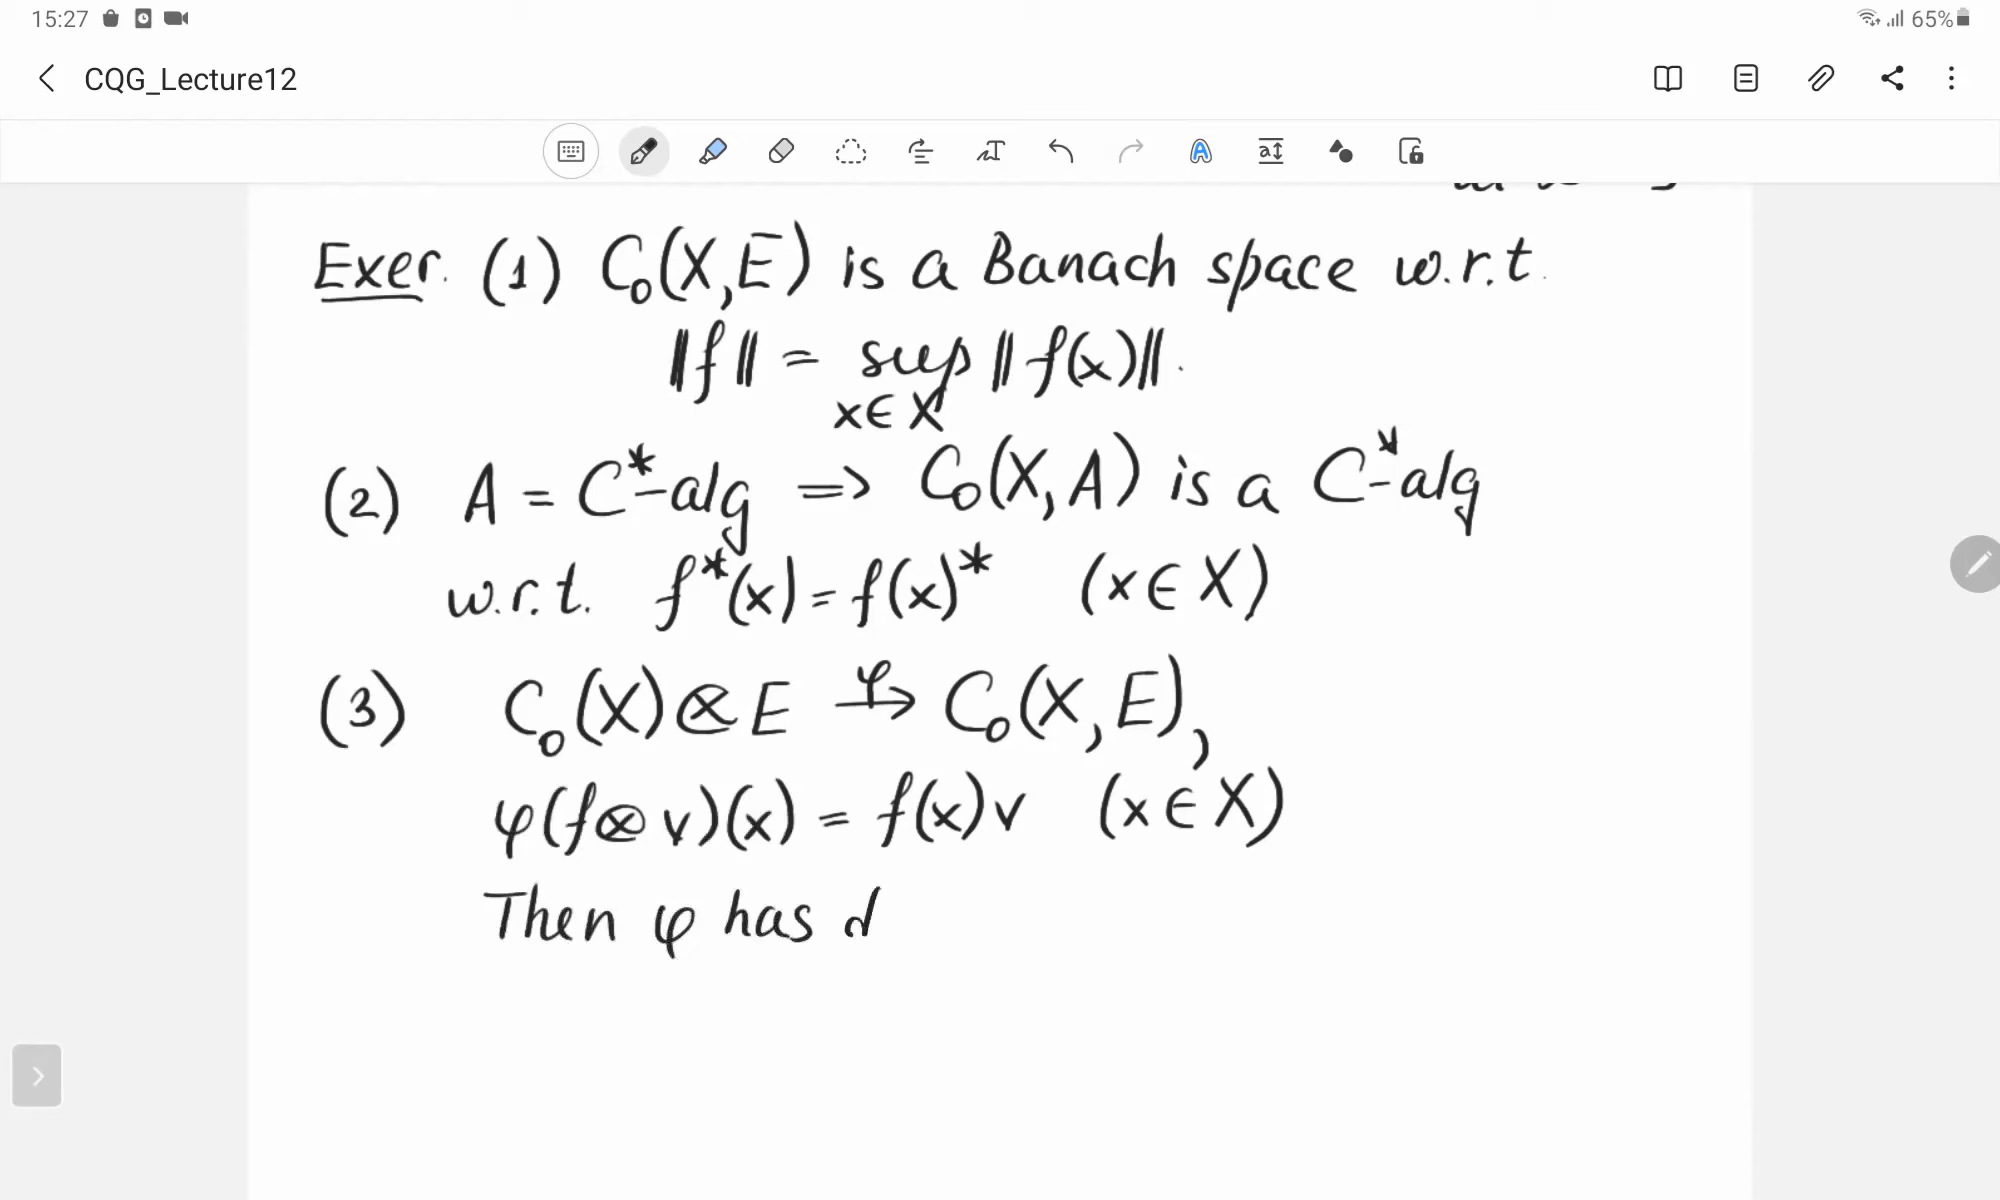 15:27 65%
CQG_Lecture12
Exer. (1) C₀(X,E) is a Banach space w.r.t.
‖f‖ = sup ‖f(x)‖.
x∈X
(2) A = C*-alg => C₀(X,A) is a C*-alg
w.r.t. f*(x) = f(x)* (x∈X)
(3) C₀(X)⊗E →φ C₀(X,E),
φ(f⊗v)(x) = f(x)v (x∈X)
Then φ has d